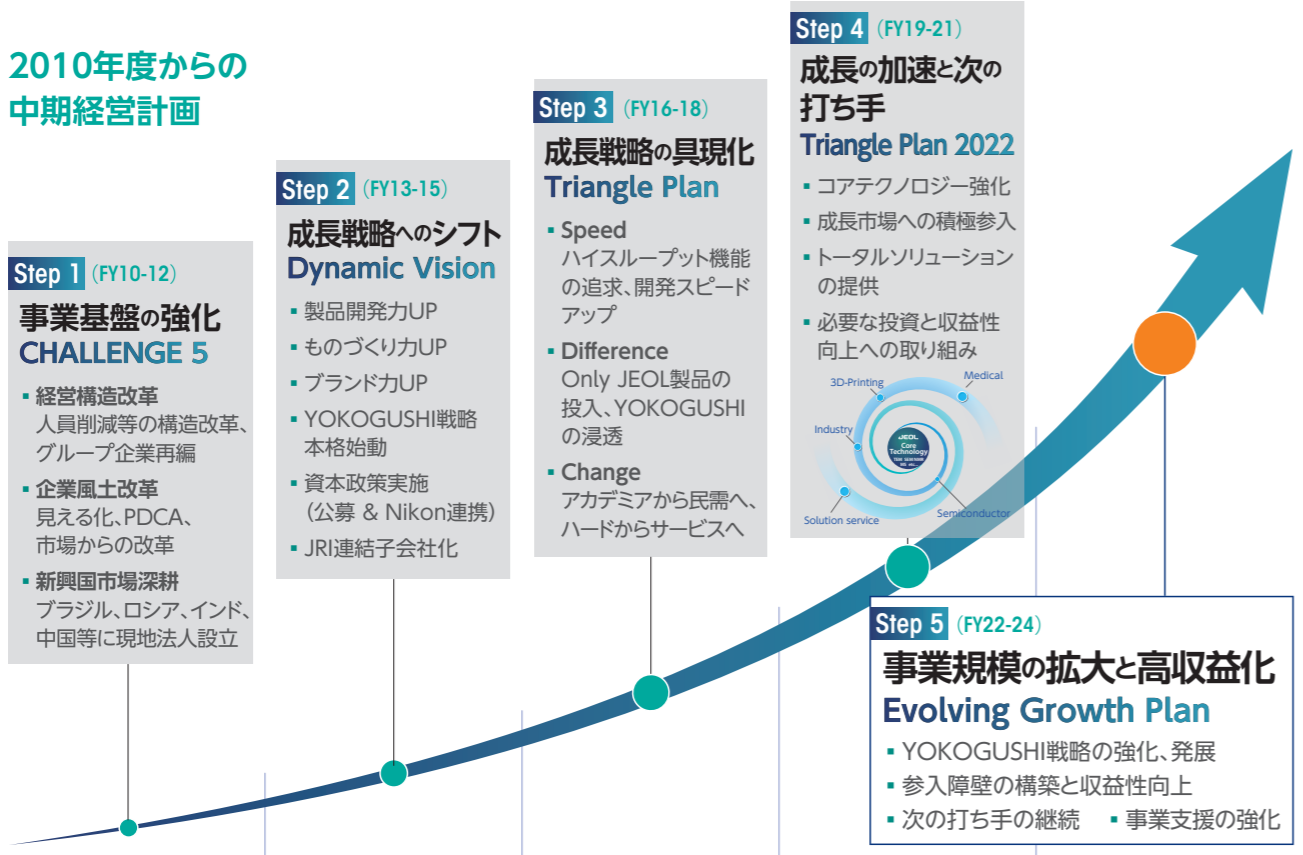 2010年度からの
中期経営計画
Step 1 (FY10-12)
事業基盤の強化
CHALLENGE 5
▪ 経営構造改革
人員削減等の構造改革、
グループ企業再編
▪ 企業風土改革
見える化、PDCA、
市場からの改革
▪ 新興国市場深耕
ブラジル、ロシア、インド、
中国等に現地法人設立
Step 2 (FY13-15)
成長戦略へのシフト
Dynamic Vision
▪ 製品開発力UP
▪ ものづくり力UP
▪ ブランド力UP
▪ YOKOGUSHI戦略
本格始動
▪ 資本政策実施
(公募 & Nikon連携)
▪ JRI連結子会社化
Step 3 (FY16-18)
成長戦略の具現化
Triangle Plan
▪ Speed
ハイスループット機能
の追求、開発スピード
アップ
▪ Difference
Only JEOL製品の
投入、YOKOGUSHI
の浸透
▪ Change
アカデミアから民需へ、
ハードからサービスへ
Step 4 (FY19-21)
成長の加速と次の
打ち手
Triangle Plan 2022
▪ コアテクノロジー強化
▪ 成長市場への積極参入
▪ トータルソリューション
の提供
▪ 必要な投資と収益性
向上への取り組み
3D-Printing
Medical
Industry
JEOL
Core
Technology
Solution service
Semiconductor
Step 5 (FY22-24)
事業規模の拡大と高収益化
Evolving Growth Plan
▪ YOKOGUSHI戦略の強化、発展
▪ 参入障壁の構築と収益性向上
▪ 次の打ち手の継続 ▪ 事業支援の強化